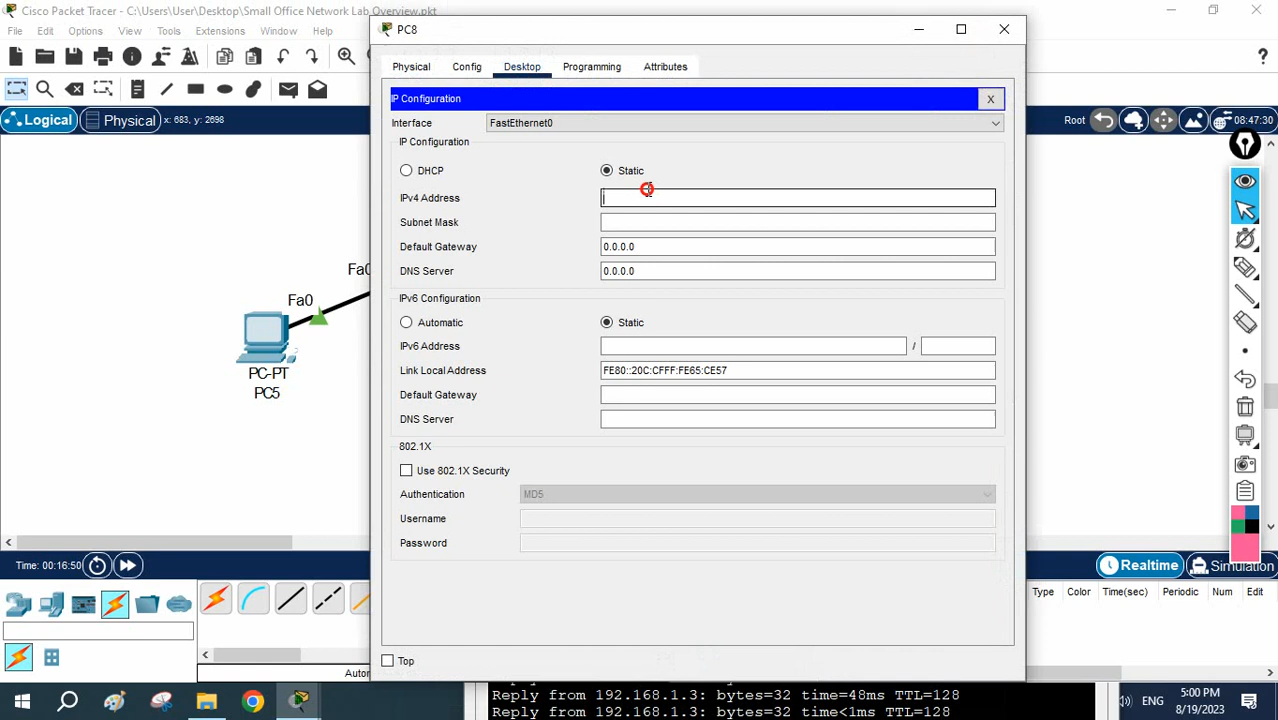 Cisco Packet Tracer - C:\Users\User\Desktop\Small Office Network Lab Overview.pkt
File Edit Options View Tools Extensions Window Help
PC8
Physical Config Desktop Programming Attributes
IP Configuration X
Interface FastEthernet0
IP Configuration
DHCP Static
IPv4 Address
Subnet Mask
Default Gateway 0.0.0.0
DNS Server 0.0.0.0
IPv6 Configuration
Automatic Static
IPv6 Address /
Link Local Address FE80::20C:CFFF:FE65:CE57
Default Gateway
DNS Server
802.1X
Use 802.1X Security
Authentication MD5
Username
Password
Top
Logical Physical x: 683, y: 2698
Root 08:47:30
Fa0
Fa0
PC-PT
PC5
Time: 00:16:50
Realtime Simulation
Type Color Time(sec) Periodic Num Edit
Reply from 192.168.1.3: bytes=32 time=48ms TTL=128
Reply from 192.168.1.3: bytes=32 time<1ms TTL=128
ENG
5:00 PM
8/19/2023